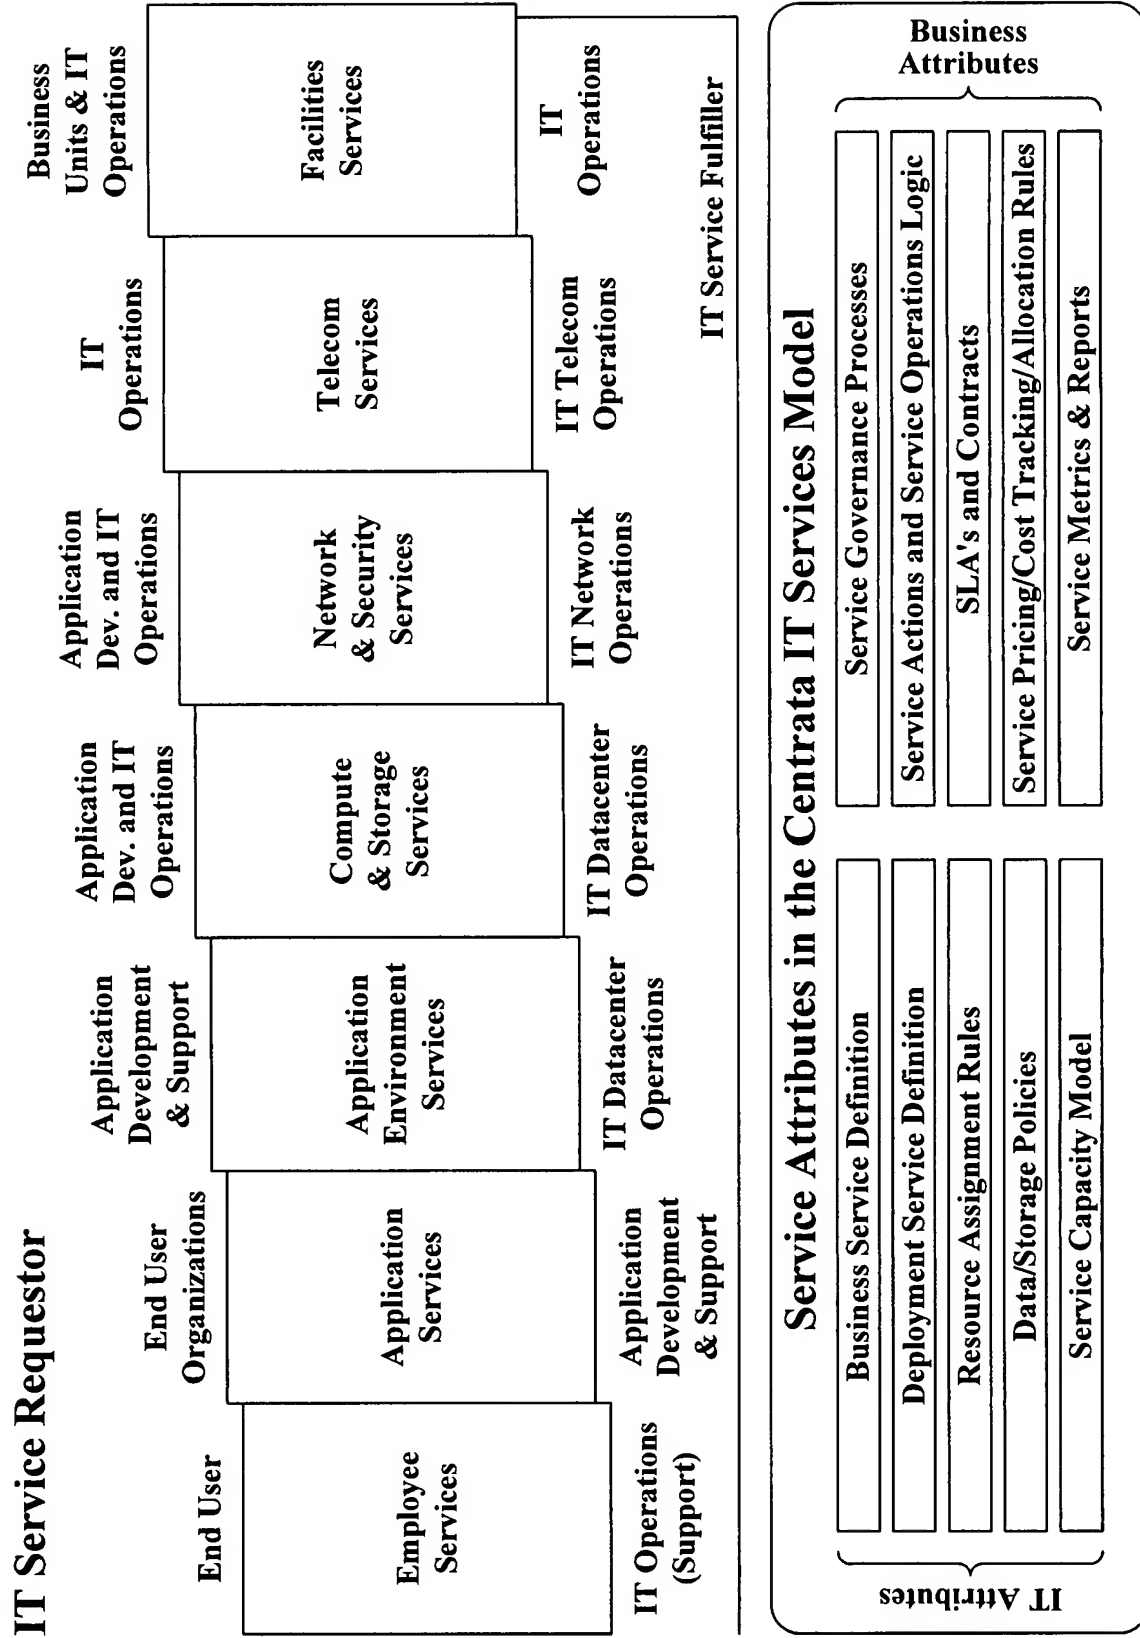 IT Service Requestor
End User
End User
Organizations
Application
Development
& Support
Application
Dev. and IT
Operations
Application
Dev. and IT
Operations
IT
Operations
Business
Units & IT
Operations
Employee
Services
Application
Services
Application
Environment
Services
Compute
& Storage
Services
Network
& Security
Services
Telecom
Services
Facilities
Services
IT Operations
(Support)
Application
Development
& Support
IT Datacenter
Operations
IT Datacenter
Operations
IT Network
Operations
IT Telecom
Operations
IT
Operations
IT Service Fulfiller
Service Attributes in the Centrata IT Services Model
IT Attributes
Business Service Definition
Deployment Service Definition
Resource Assignment Rules
Data/Storage Policies
Service Capacity Model
Service Governance Processes
Service Actions and Service Operations Logic
SLA's and Contracts
Service Pricing/Cost Tracking/Allocation Rules
Service Metrics & Reports
Business
Attributes